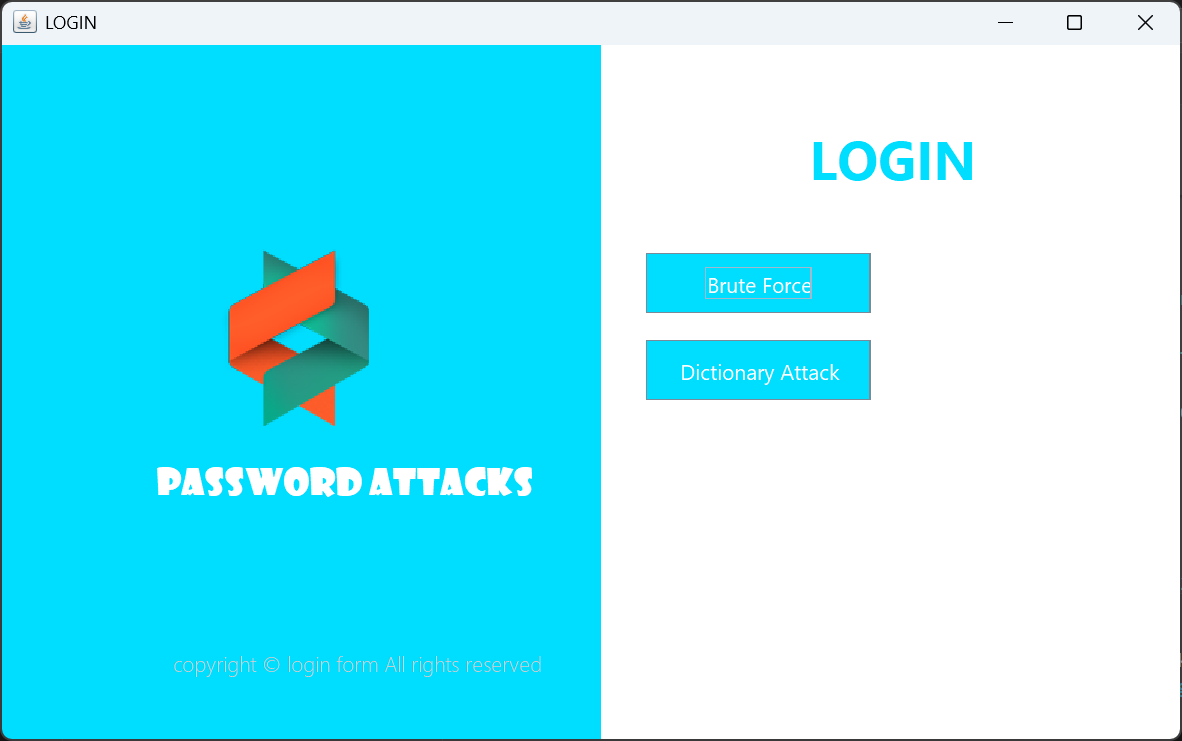 LOGIN
PASSWORD ATTACKS
copyright © login form All rights reserved
LOGIN
Brute Force
Dictionary Attack